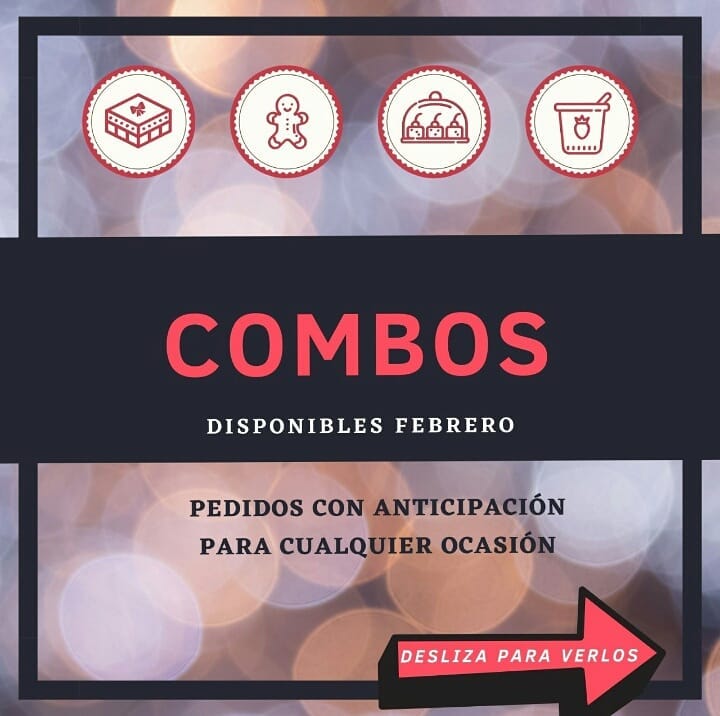 COMBOS
DISPONIBLES FEBRERO
PEDIDOS CON ANTICIPACIÓN
PARA CUALQUIER OCASIÓN
DESLIZA PARA VERLOS